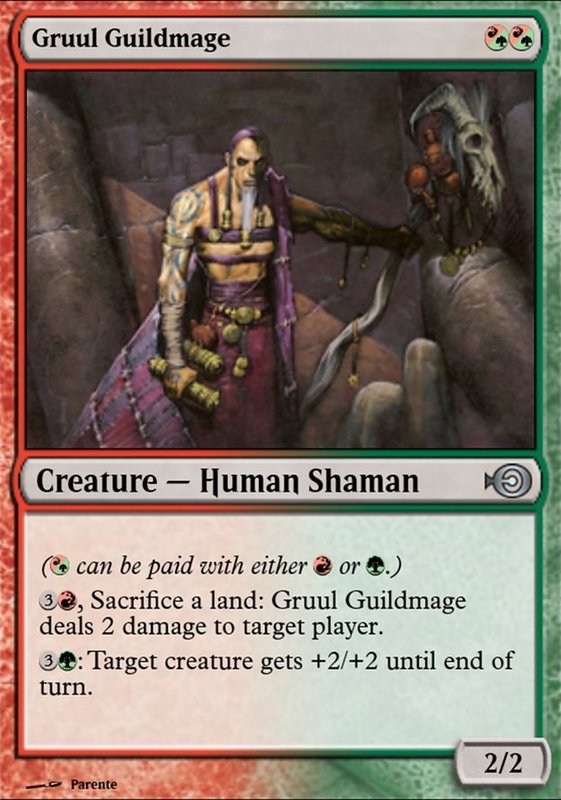 Gruul Guildmage
Creature — Human Shaman
( can be paid with either or .)
3, Sacrifice a land: Gruul Guildmage
deals 2 damage to target player.
3: Target creature gets +2/+2 until end of
turn.
2/2
Parente